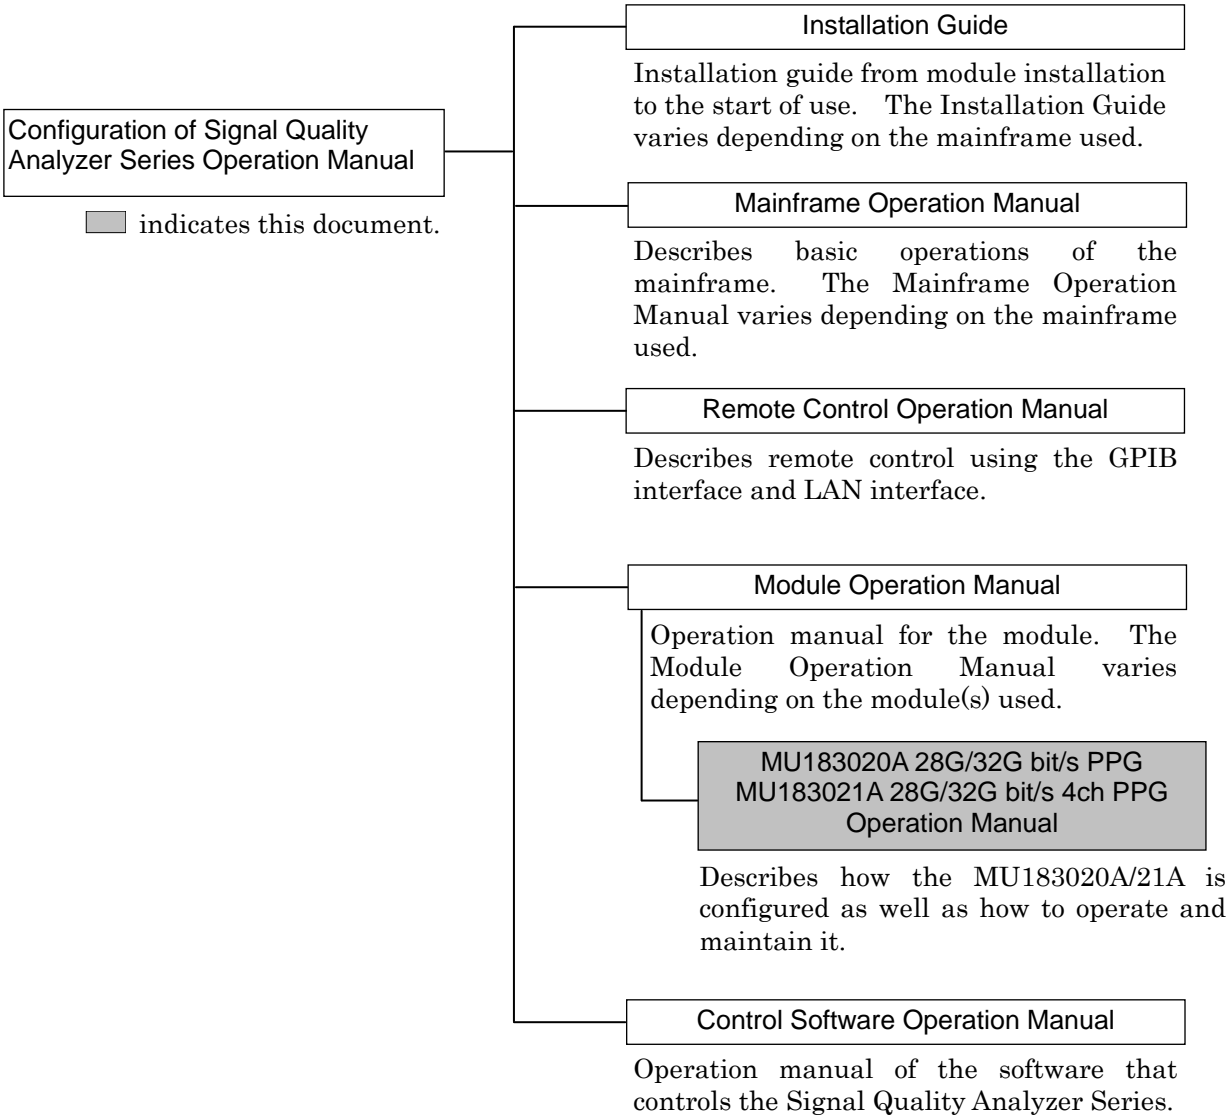 Installation Guide
Installation guide from module installation
to the start of use. The Installation Guide
varies depending on the mainframe used.
Configuration of Signal Quality
Analyzer Series Operation Manual
indicates this document.
Mainframe Operation Manual
Describes basic operations of the
mainframe. The Mainframe Operation
Manual varies depending on the mainframe
used.
Remote Control Operation Manual
Describes remote control using the GPIB
interface and LAN interface.
Module Operation Manual
Operation manual for the module. The
Module Operation Manual varies
depending on the module(s) used.
MU183020A 28G/32G bit/s PPG
MU183021A 28G/32G bit/s 4ch PPG
Operation Manual
Describes how the MU183020A/21A is
configured as well as how to operate and
maintain it.
Control Software Operation Manual
Operation manual of the software that
controls the Signal Quality Analyzer Series.